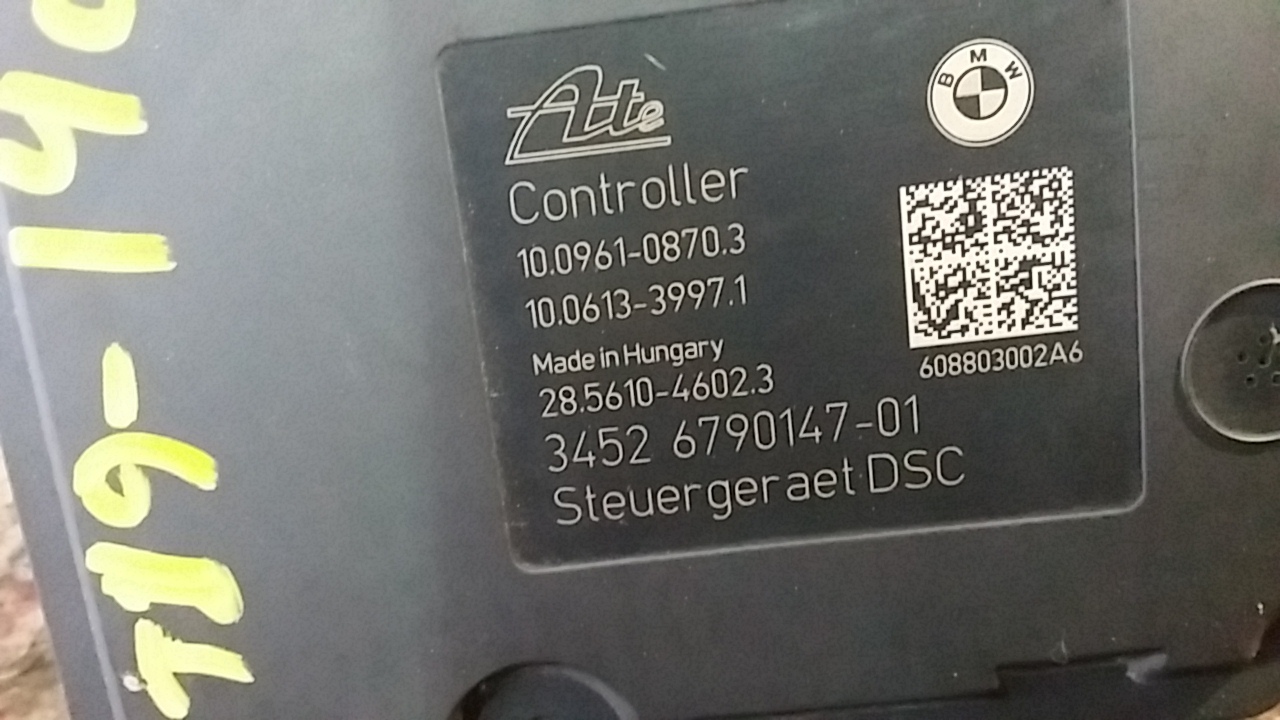 Ate
BMW
Controller
10.0961-0870.3
10.0613-3997.1
Made in Hungary
28.5610-4602.3
3452 6790147-01
Steuergeraet DSC
608803002A6